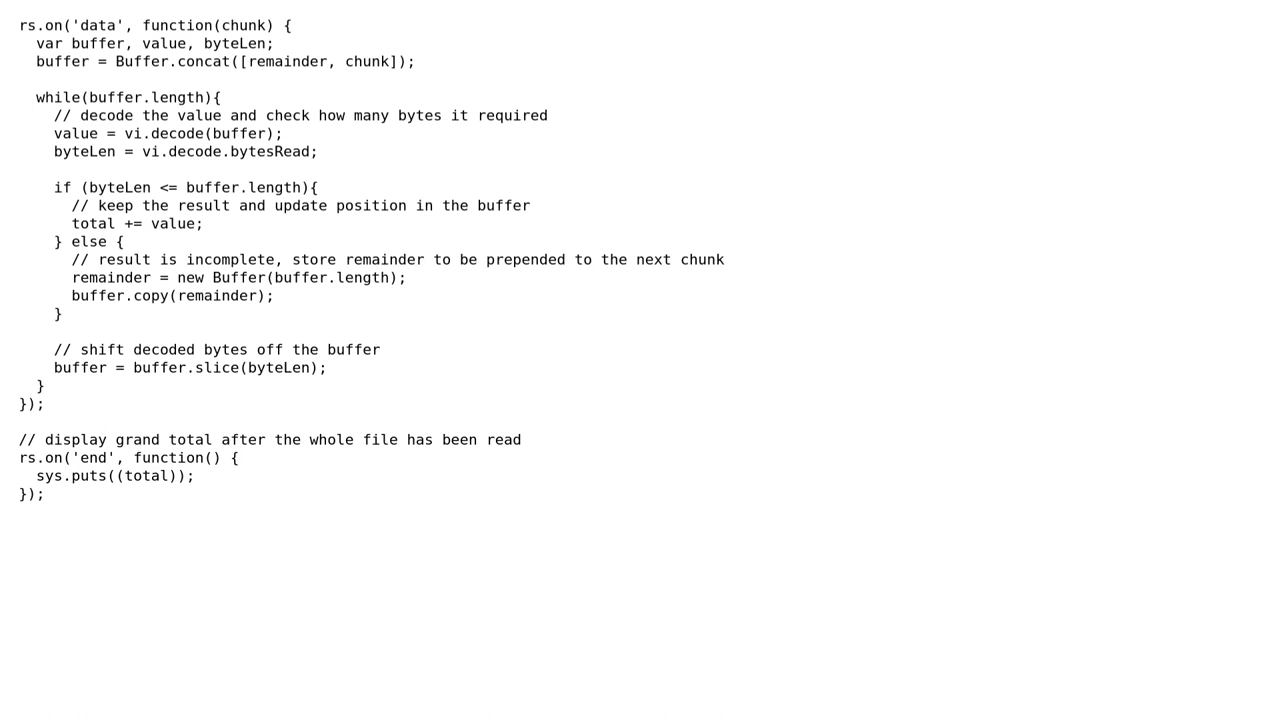 rs.on('data', function(chunk) {
  var buffer, value, byteLen;
  buffer = Buffer.concat([remainder, chunk]);

  while(buffer.length){
    // decode the value and check how many bytes it required
    value = vi.decode(buffer);
    byteLen = vi.decode.bytesRead;

    if (byteLen <= buffer.length){
      // keep the result and update position in the buffer
      total += value;
    } else {
      // result is incomplete, store remainder to be prepended to the next chunk
      remainder = new Buffer(buffer.length);
      buffer.copy(remainder);
    }

    // shift decoded bytes off the buffer
    buffer = buffer.slice(byteLen);
  }
});

// display grand total after the whole file has been read
rs.on('end', function() {
  sys.puts((total));
});